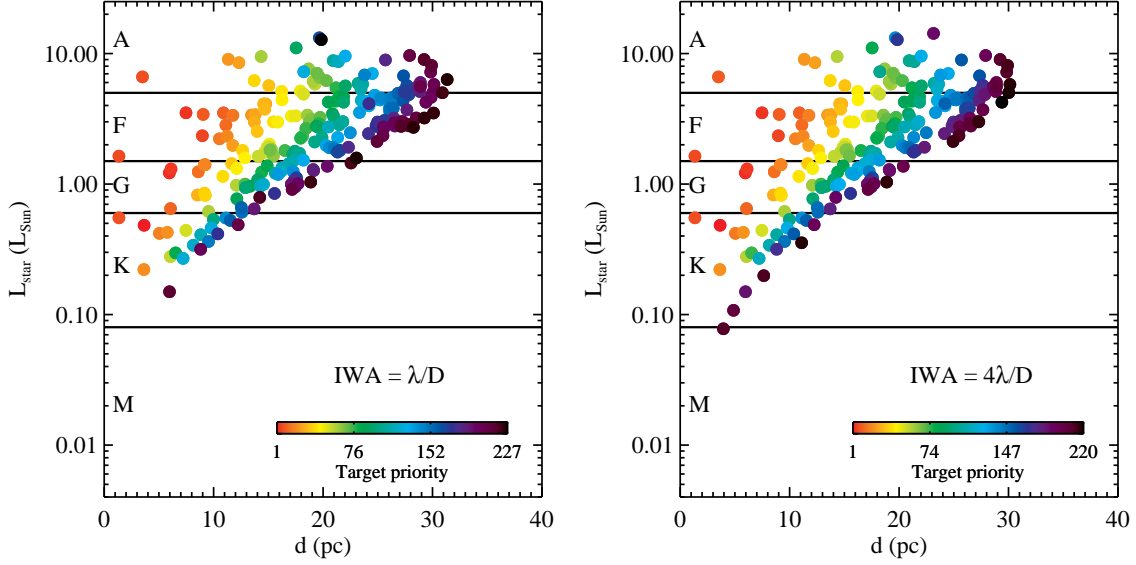 10.00
1.00
0.10
0.01
L_star (L_Sun)
A
F
G
K
M
IWA = λ/D
1 76 152 227
Target priority
0 10 20 30 40
d (pc)
10.00
1.00
0.10
0.01
L_star (L_Sun)
A
F
G
K
M
IWA = 4λ/D
1 74 147 220
Target priority
0 10 20 30 40
d (pc)